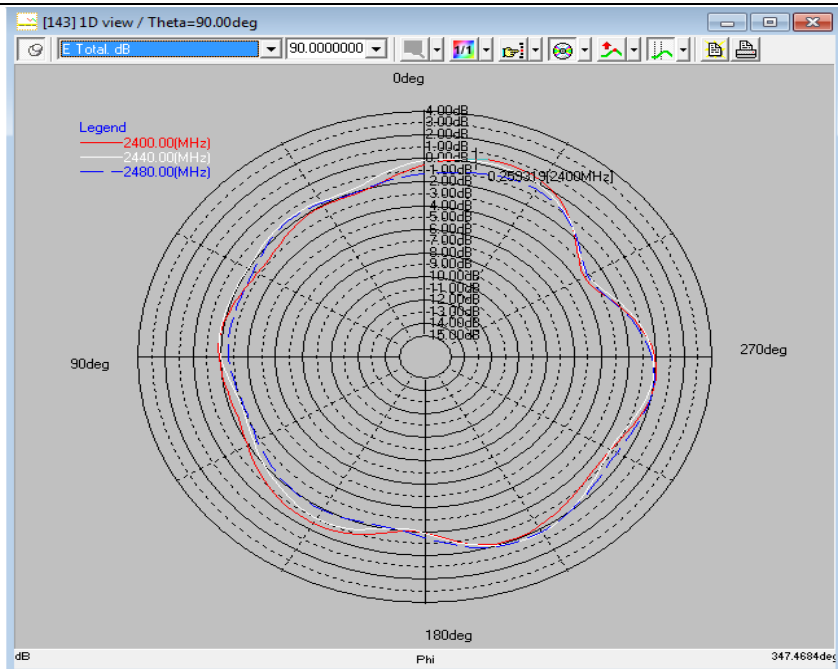 [143] 1D view / Theta=90.00deg
E Total. dB
90.0000000
1/1
0deg
Legend
2400.00(MHz)
2440.00(MHz)
2480.00(MHz)
4.00dB
3.00dB
2.00dB
1.00dB
0.00dB
1.00dB
0.259319[2400MHz]
2.00dB
3.00dB
4.00dB
5.00dB
6.00dB
7.00dB
8.00dB
9.00dB
10.00dB
11.00dB
12.00dB
13.00dB
14.00dB
15.00dB
90deg
270deg
180deg
dB
Phi
347.4684deg